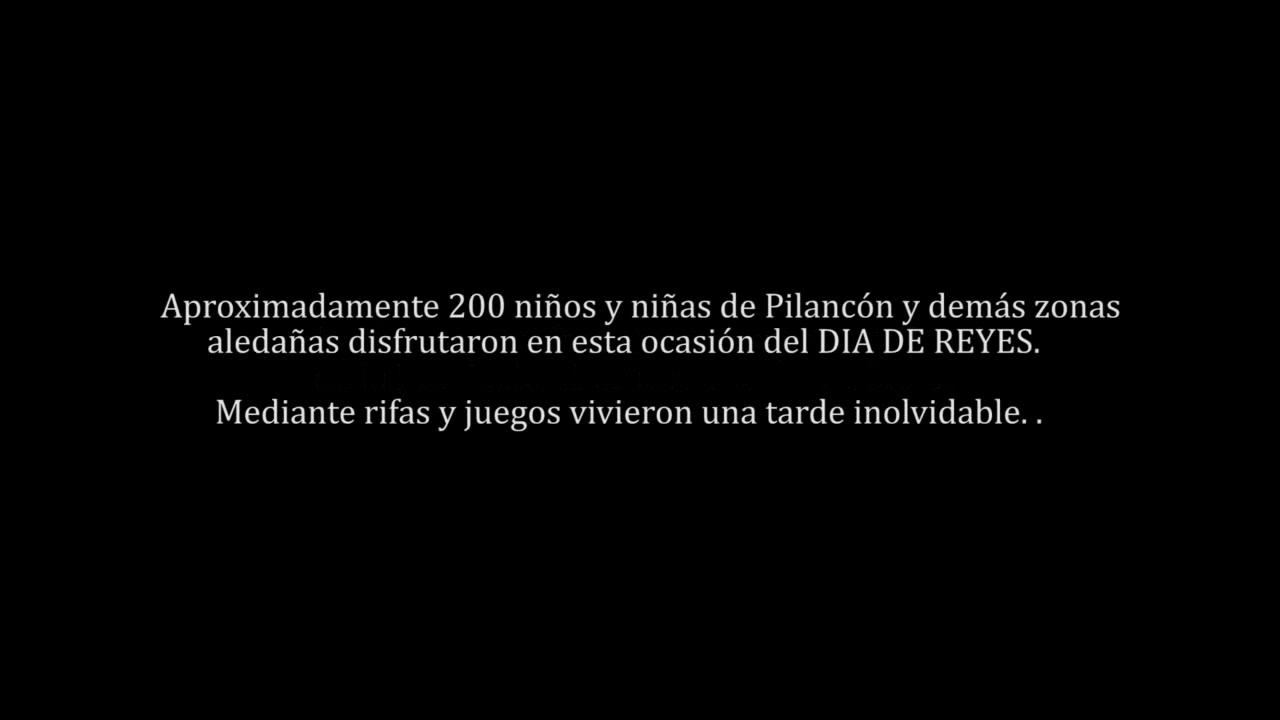 Aproximadamente 200 niños y niñas de Pilancón y demás zonas
aledañas disfrutaron en esta ocasión del DIA DE REYES.
Mediante rifas y juegos vivieron una tarde inolvidable. .